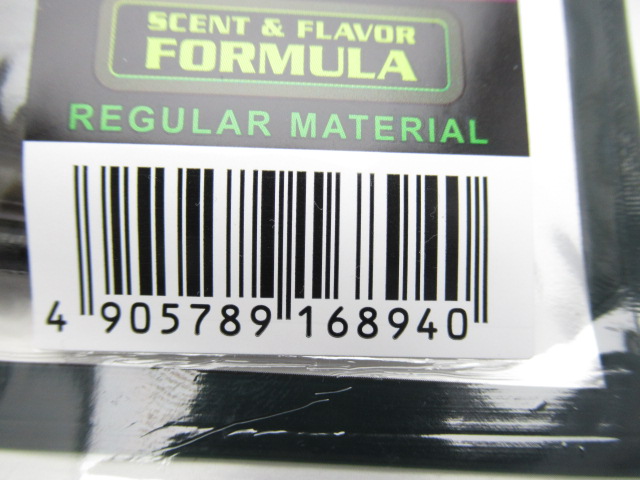 SCENT & FLAVOR
FORMULA
REGULAR MATERIAL
4 905789 168940